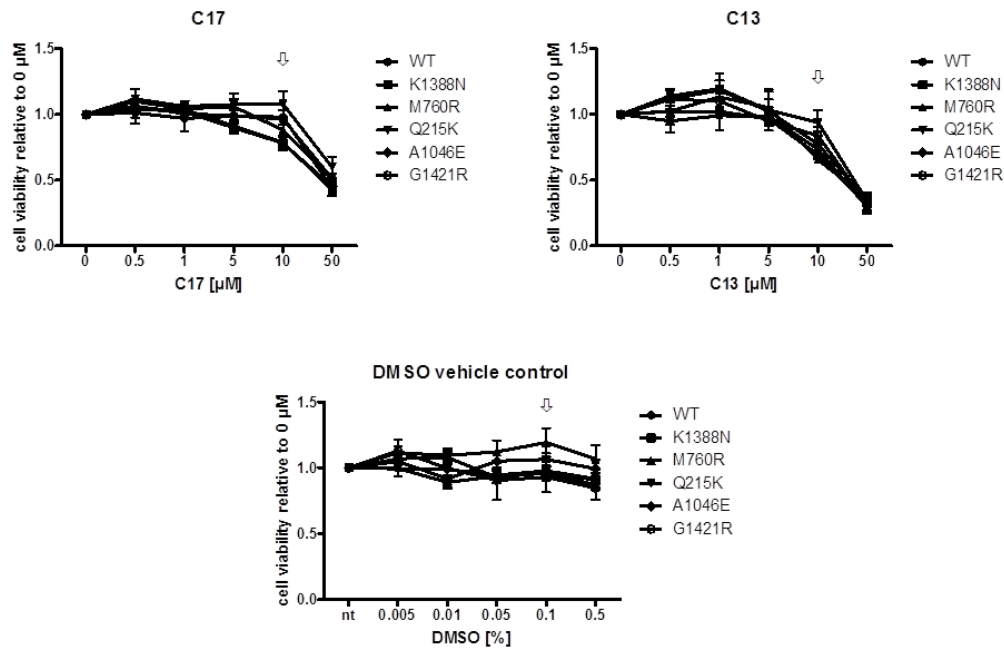 C17
cell viability relative to 0 µM
1.5
1.0
0.5
0.0
0 0.5 1 5 10 50
C17 [µM]
WT
K1388N
M760R
Q215K
A1046E
G1421R
C13
cell viability relative to 0 µM
1.5
1.0
0.5
0.0
0 0.5 1 5 10 50
C13 [µM]
WT
K1388N
M760R
Q215K
A1046E
G1421R
DMSO vehicle control
cell viability relative to 0 µM
1.5
1.0
0.5
0.0
nt 0.005 0.01 0.05 0.1 0.5
DMSO [%]
WT
K1388N
M760R
Q215K
A1046E
G1421R